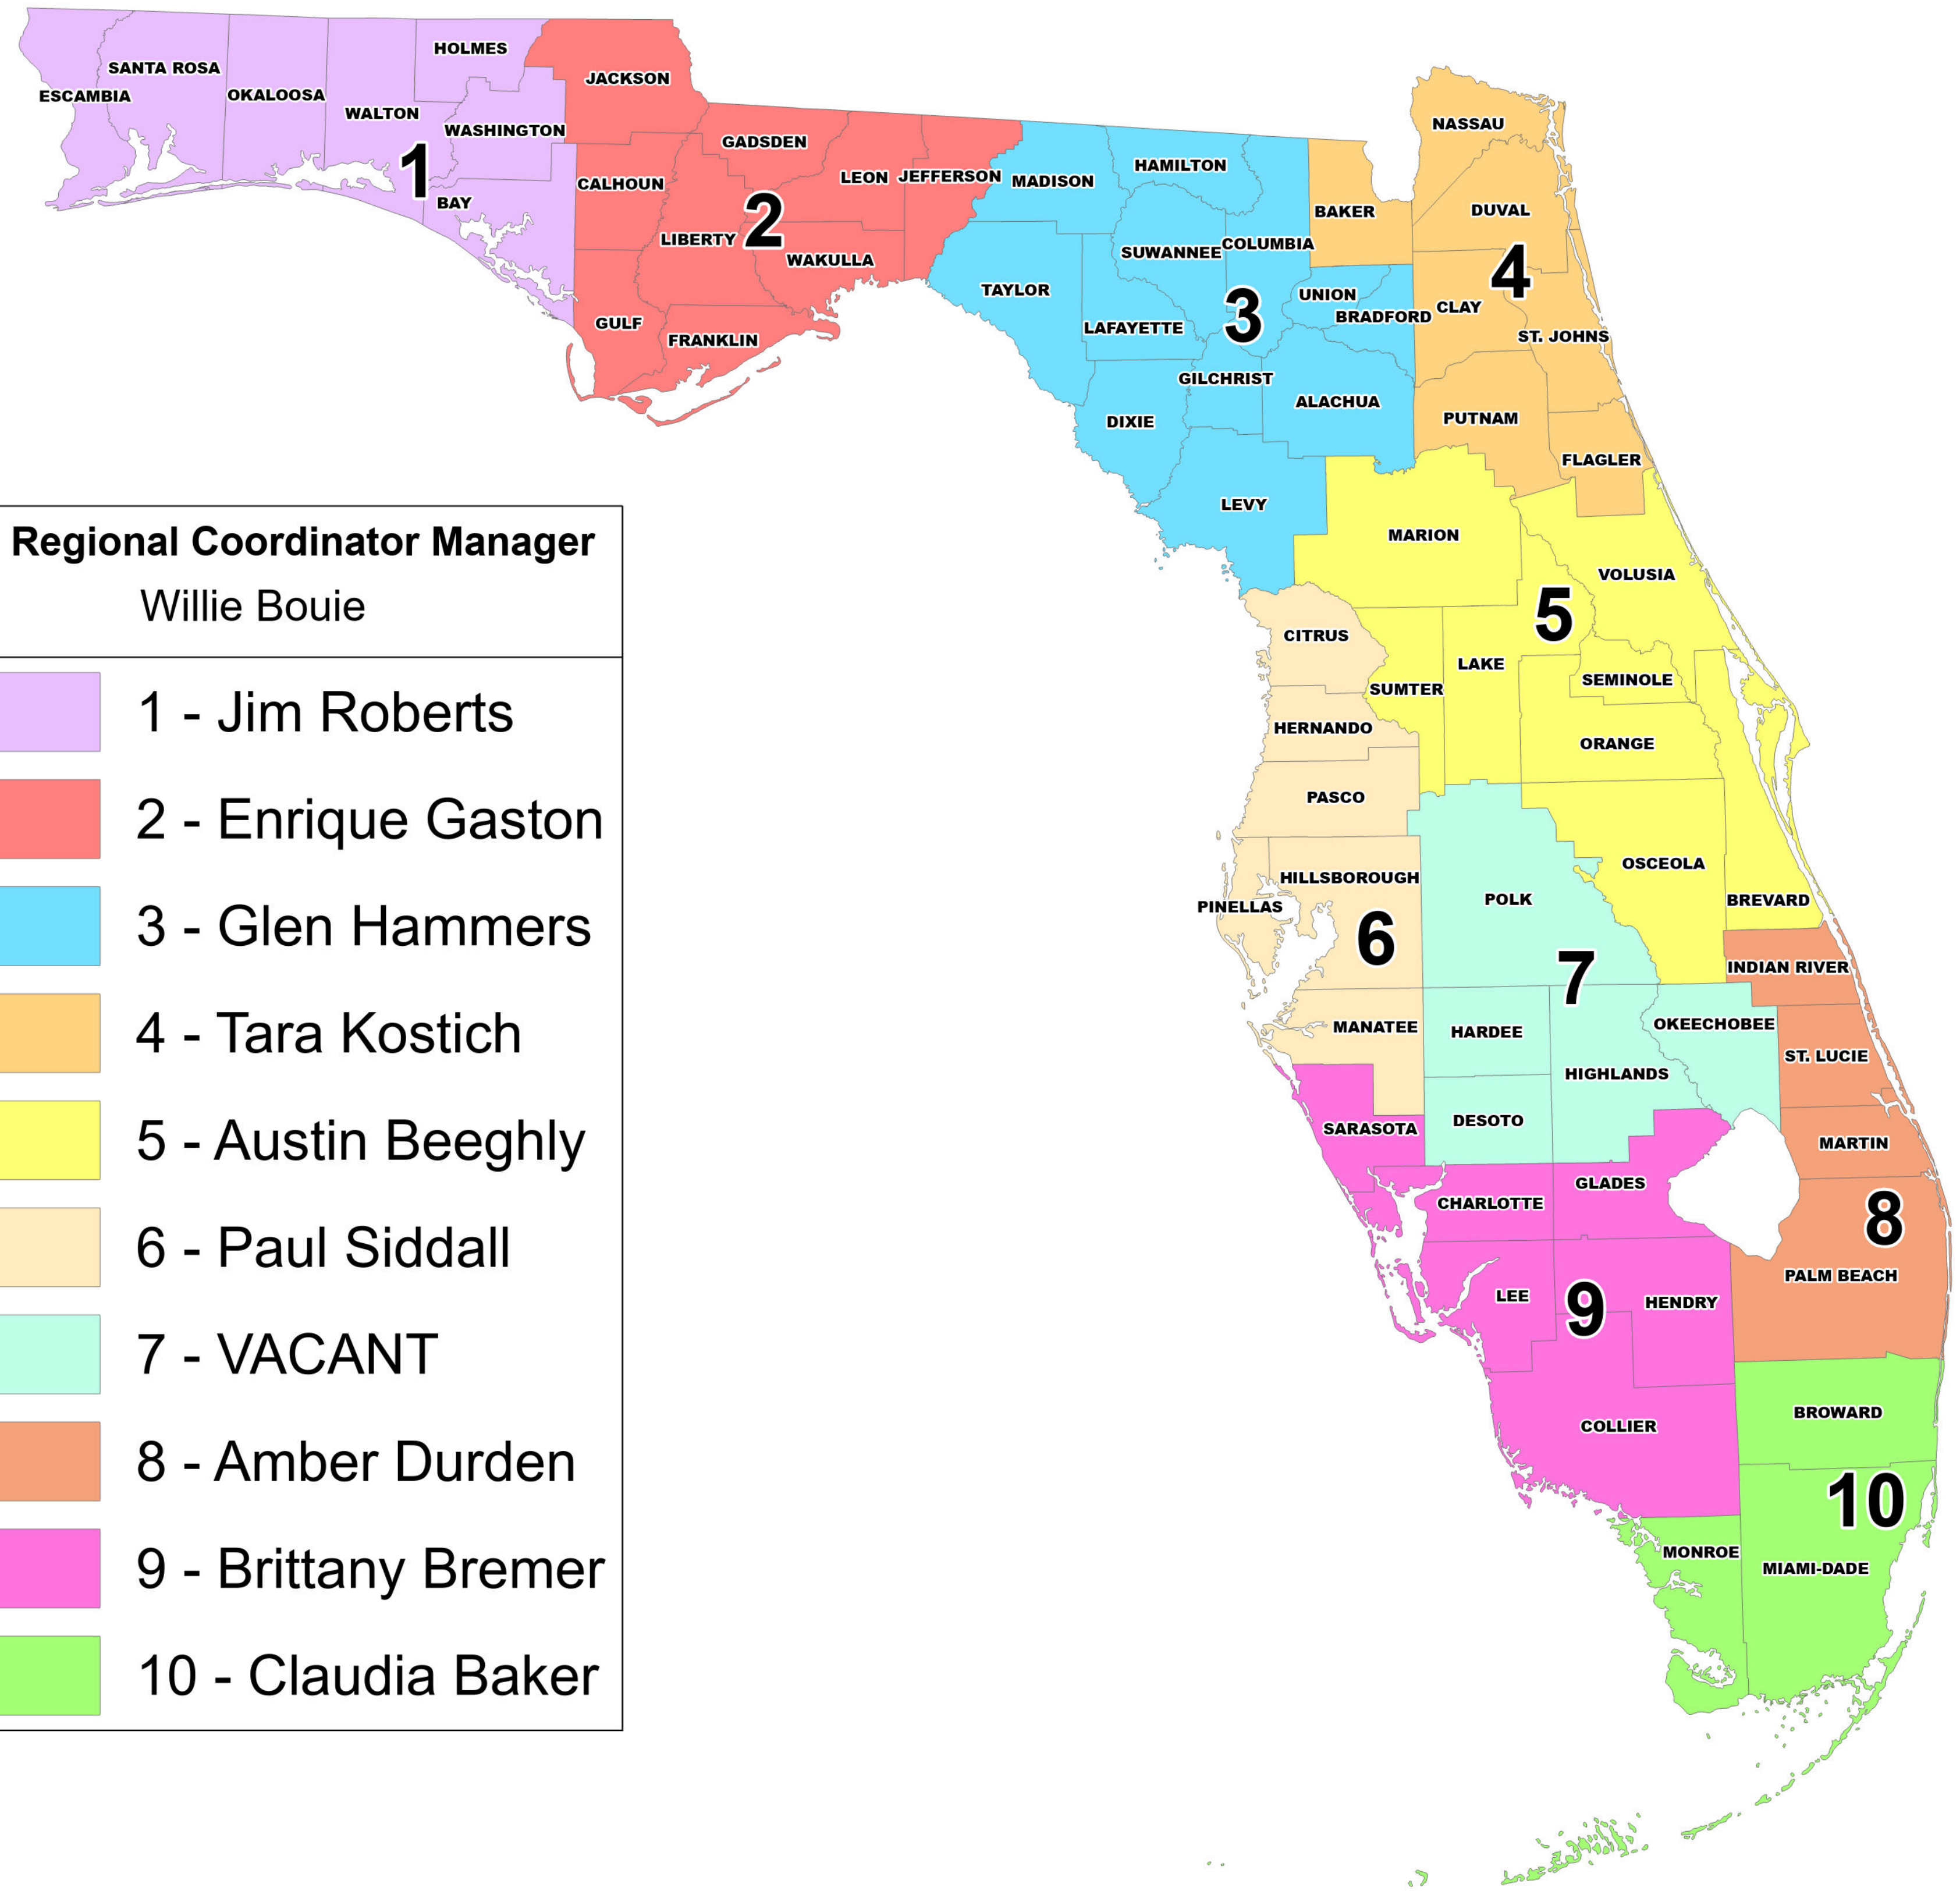 HOLMES
SANTA ROSA
JACKSON
ESCAMBIA
OKALOOSA
WALTON
WASHINGTON
NASSAU
GADSDEN
1
HAMILTON
LEON
JEFFERSON
MADISON
CALHOUN
BAY
2
BAKER
DUVAL
LIBERTY
SUWANNEE
COLUMBIA
WAKULLA
4
TAYLOR
UNION
CLAY
3
BRADFORD
GULF
LAFAYETTE
ST. JOHNS
FRANKLIN
GILCHRIST
ALACHUA
DIXIE
PUTNAM
FLAGLER
LEVY
MARION
VOLUSIA
5
CITRUS
LAKE
SEMINOLE
SUMTER
HERNANDO
ORANGE
PASCO
OSCEOLA
HILLSBOROUGH
POLK
BREVARD
PINELLAS
6
INDIAN RIVER
7
OKEECHOBEE
MANATEE
HARDEE
ST. LUCIE
HIGHLANDS
DESOTO
SARASOTA
MARTIN
GLADES
CHARLOTTE
8
PALM BEACH
LEE
HENDRY
9
BROWARD
COLLIER
10
MONROE
MIAMI-DADE
Regional Coordinator Manager
Willie Bouie
1 - Jim Roberts
2 - Enrique Gaston
3 - Glen Hammers
4 - Tara Kostich
5 - Austin Beeghly
6 - Paul Siddall
7 - VACANT
8 - Amber Durden
9 - Brittany Bremer
10 - Claudia Baker